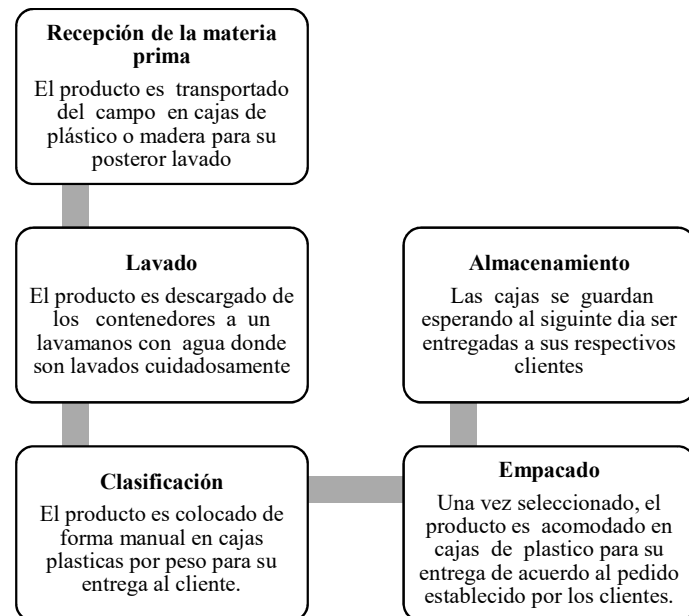 Recepción de la materia
prima
El producto es transportado
del campo en cajas de
plástico o madera para su
posteror lavado
Lavado
El producto es descargado de
los contenedores a un
lavamanos con agua donde
son lavados cuidadosamente
Clasificación
El producto es colocado de
forma manual en cajas
plasticas por peso para su
entrega al cliente.
Empacado
Una vez seleccionado, el
producto es acomodado en
cajas de plastico para su
entrega de acuerdo al pedido
establecido por los clientes.
Almacenamiento
Las cajas se guardan
esperando al siguinte dia ser
entregadas a sus respectivos
clientes